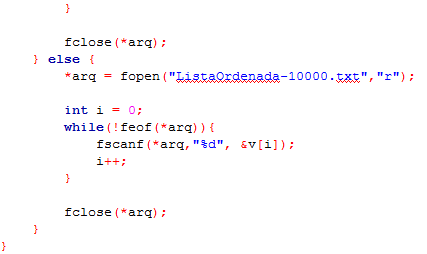 }

        fclose(*arq);
    } else {
        *arq = fopen("ListaOrdenada-10000.txt","r");

        int i = 0;
        while(!feof(*arq)){
            fscanf(*arq,"%d", &v[i]);
            i++;
        }

        fclose(*arq);
    }
}